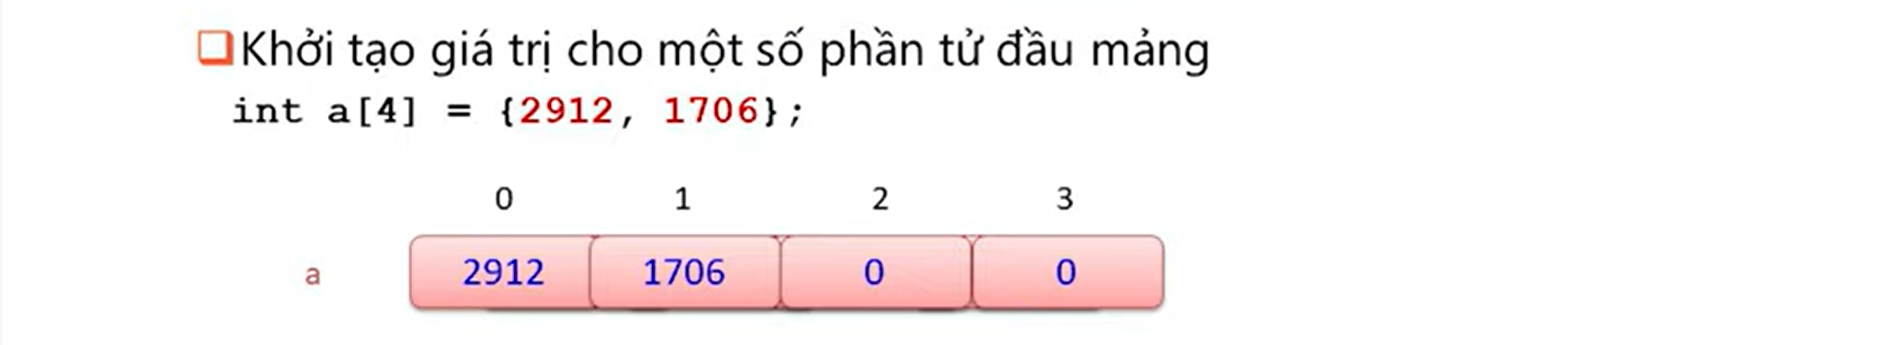 Khởi tạo giá trị cho một số phần tử đầu mảng
int a[4] = {2912, 1706};
0 1 2 3
a 2912 1706 0 0